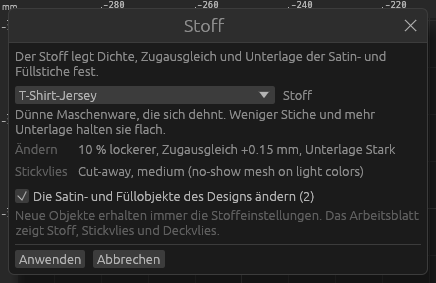 mm
-280
-260
-240
-220
Stoff
Der Stoff legt Dichte, Zugausgleich und Unterlage der Satin- und
Füllstiche fest.
T-Shirt-Jersey
Stoff
Dünne Maschenware, die sich dehnt. Weniger Stiche und mehr
Unterlage halten sie flach.
Ändern 10 % lockerer, Zugausgleich +0.15 mm, Unterlage Stark
Stickvlies Cut-away, medium (no-show mesh on light colors)
Die Satin- und Füllobjekte des Designs ändern (2)
Neue Objekte erhalten immer die Stoffeinstellungen. Das Arbeitsblatt
zeigt Stoff, Stickvlies und Deckvlies.
Anwenden Abbrechen